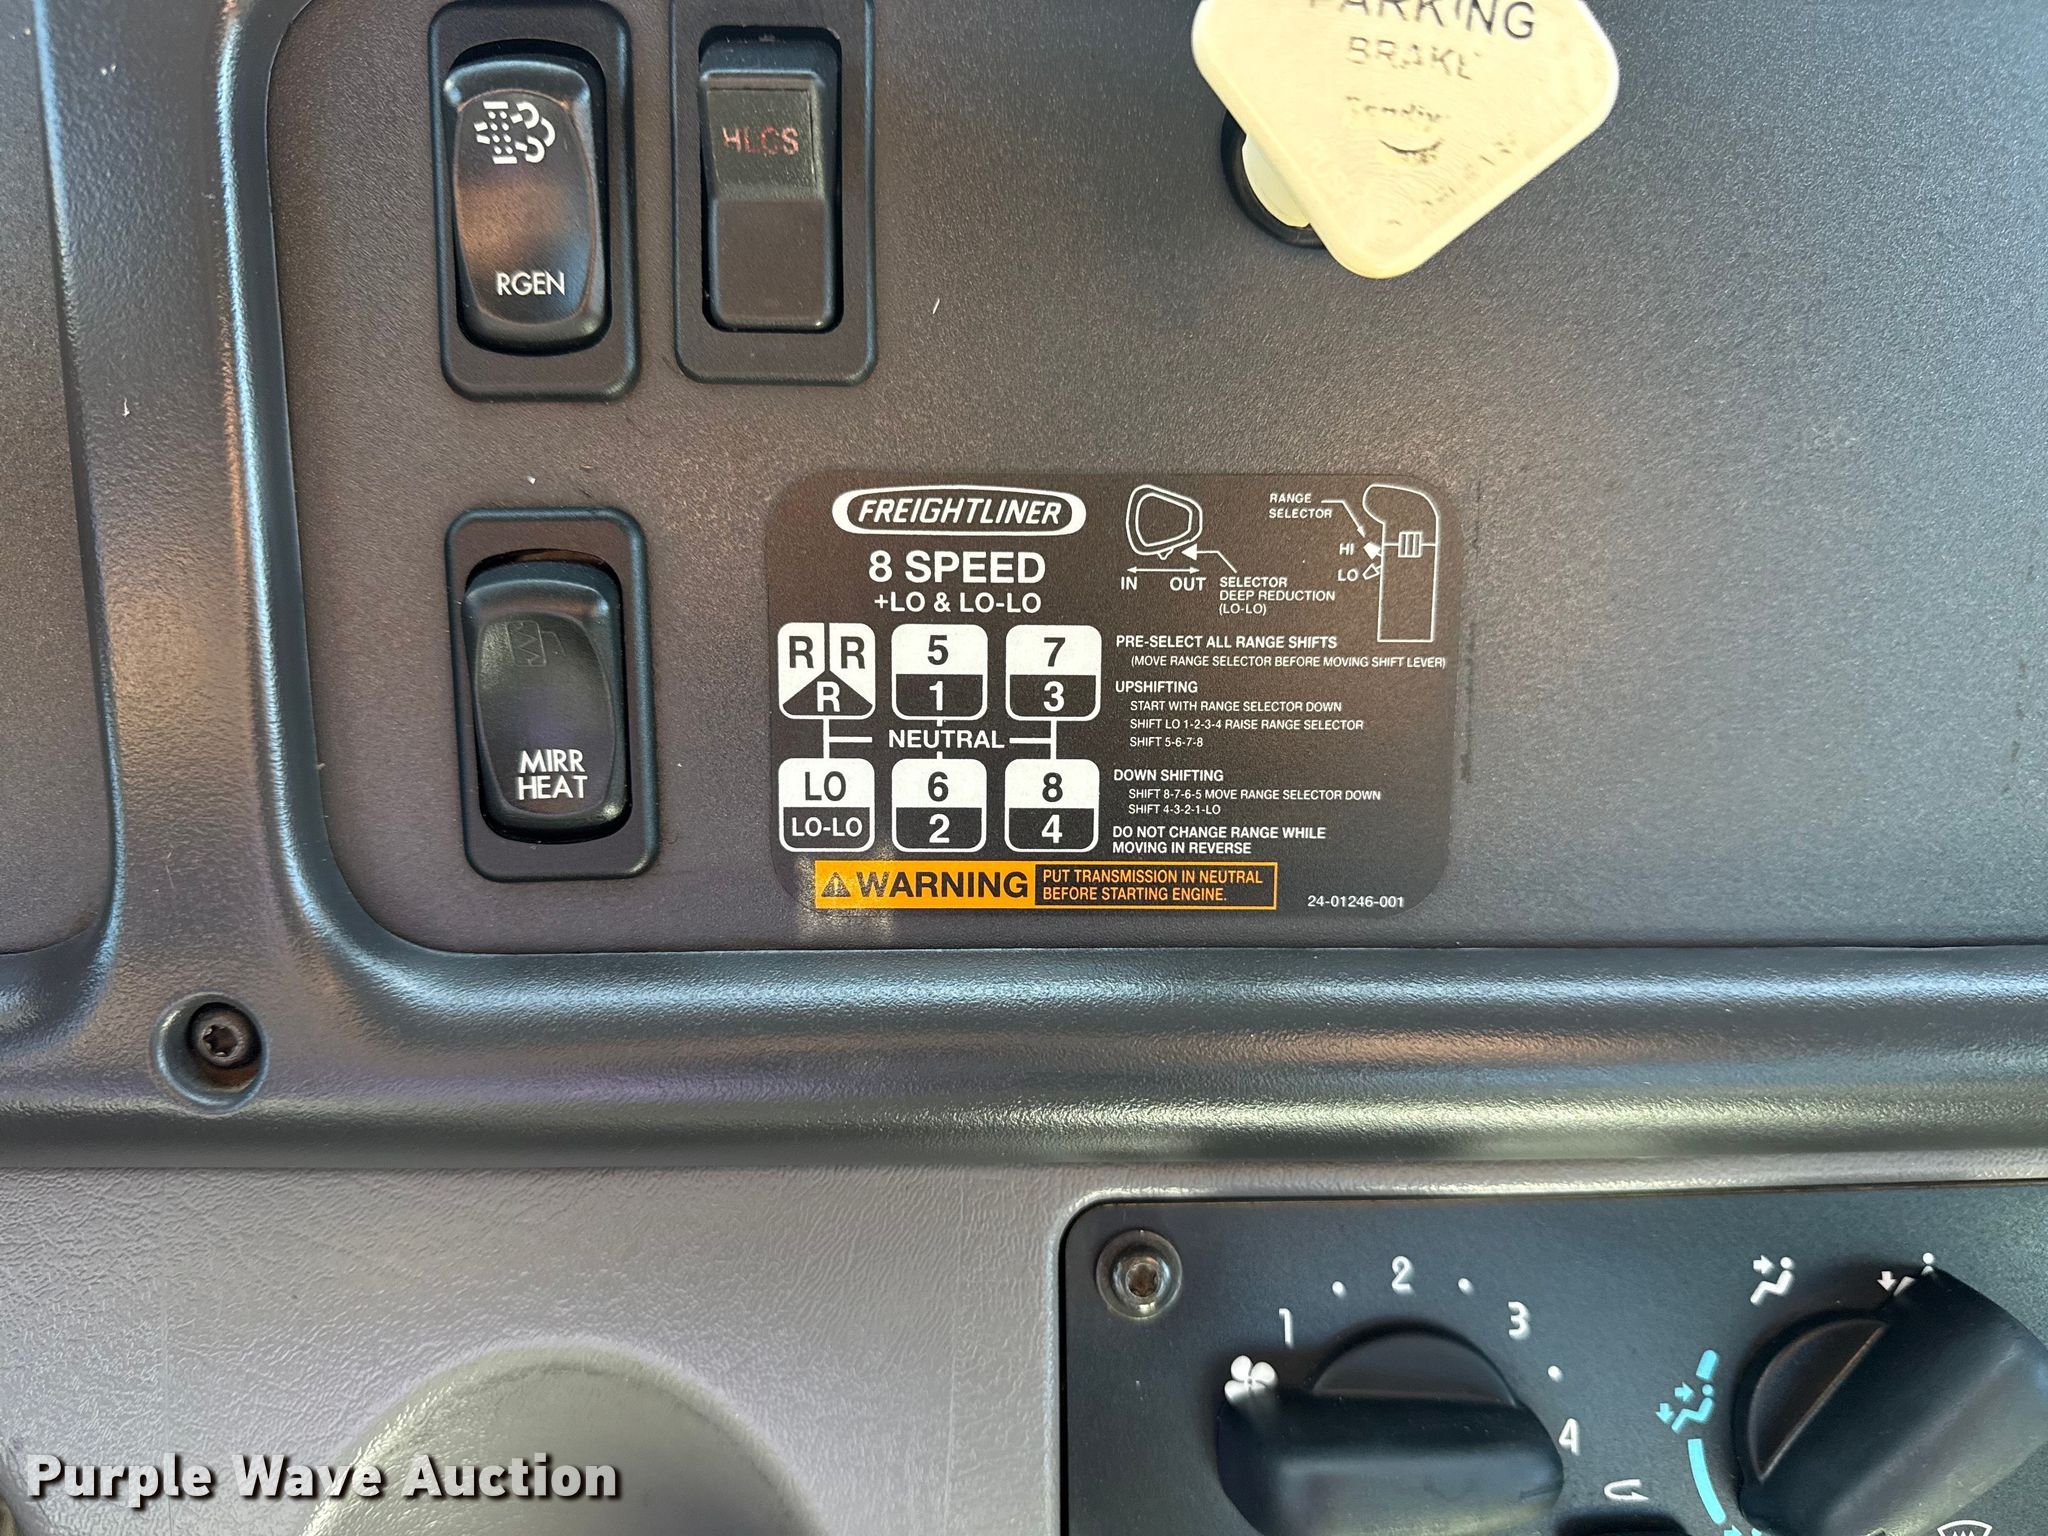 PARKING
BRAKE
RGEN
HLCS
MIRR
HEAT
FREIGHTLINER
8 SPEED
+LO & LO-LO
RANGE
SELECTOR
HI
LO
IN OUT
SELECTOR
DEEP REDUCTION
(LO-LO)
R R 5 7
R 1 3
NEUTRAL
LO 6 8
LO-LO 2 4
PRE-SELECT ALL RANGE SHIFTS
(MOVE RANGE SELECTOR BEFORE MOVING SHIFT LEVER)
UPSHIFTING
START WITH RANGE SELECTOR DOWN
SHIFT LO 1-2-3-4 RAISE RANGE SELECTOR
SHIFT 5-6-7-8
DOWN SHIFTING
SHIFT 8-7-6-5 MOVE RANGE SELECTOR DOWN
SHIFT 4-3-2-1-LO
DO NOT CHANGE RANGE WHILE
MOVING IN REVERSE
WARNING
PUT TRANSMISSION IN NEUTRAL
BEFORE STARTING ENGINE.
24-01246-001
1 2 3 4
Purple Wave Auction